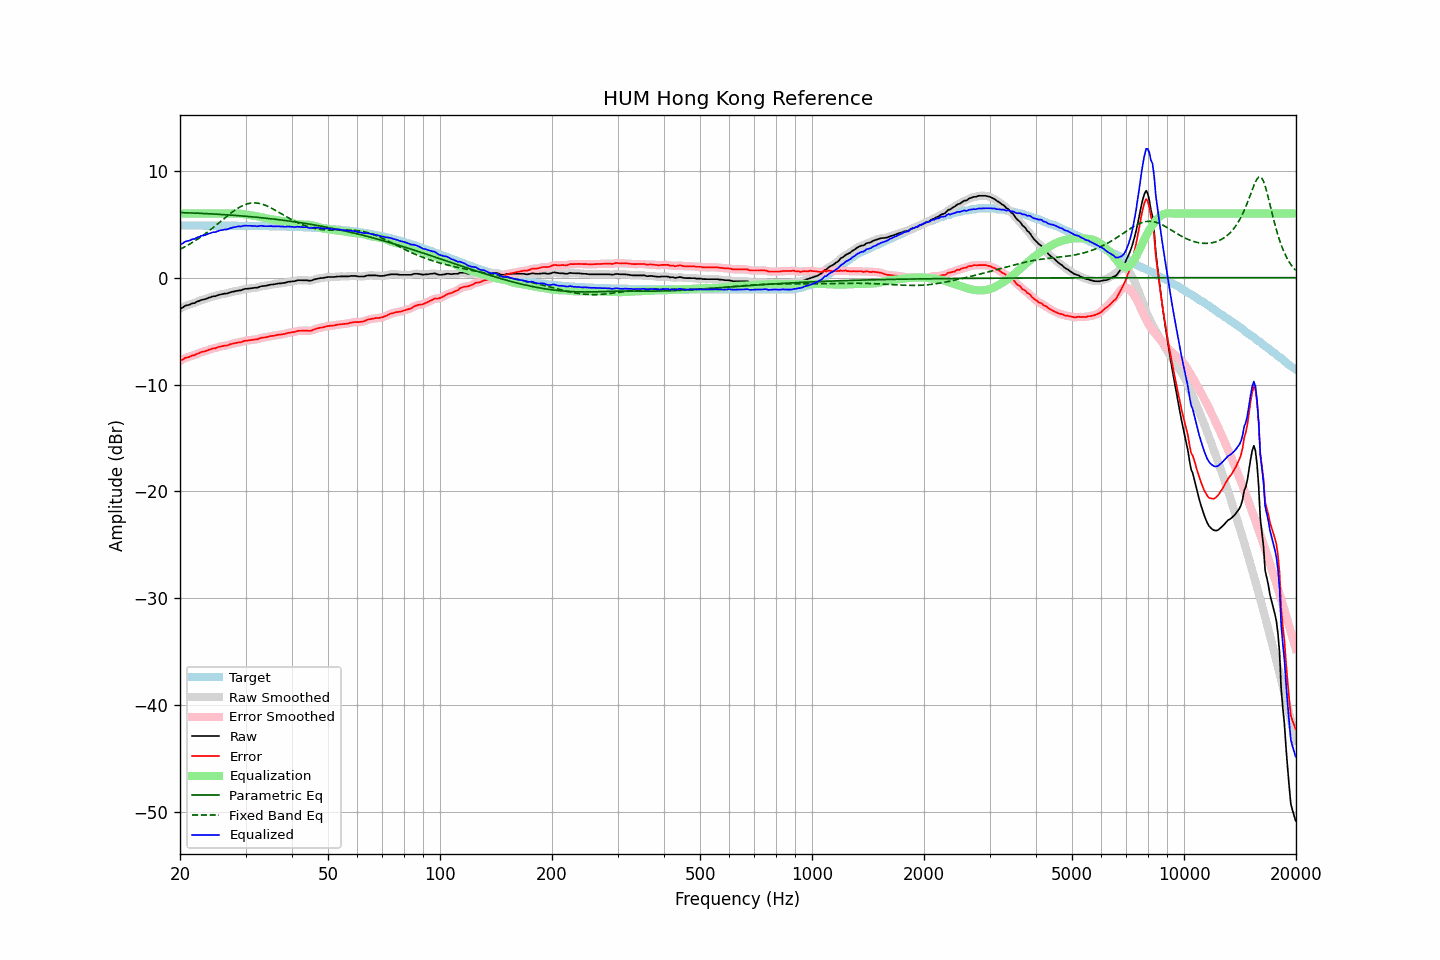 HUM Hong Kong Reference
10
0
−10
−20
−30
−40
−50
Amplitude (dBr)
Target
Raw Smoothed
Error Smoothed
Raw
Error
Equalization
Parametric Eq
Fixed Band Eq
Equalized
20 50 100 200 500 1000 2000 5000 10000 20000
Frequency (Hz)